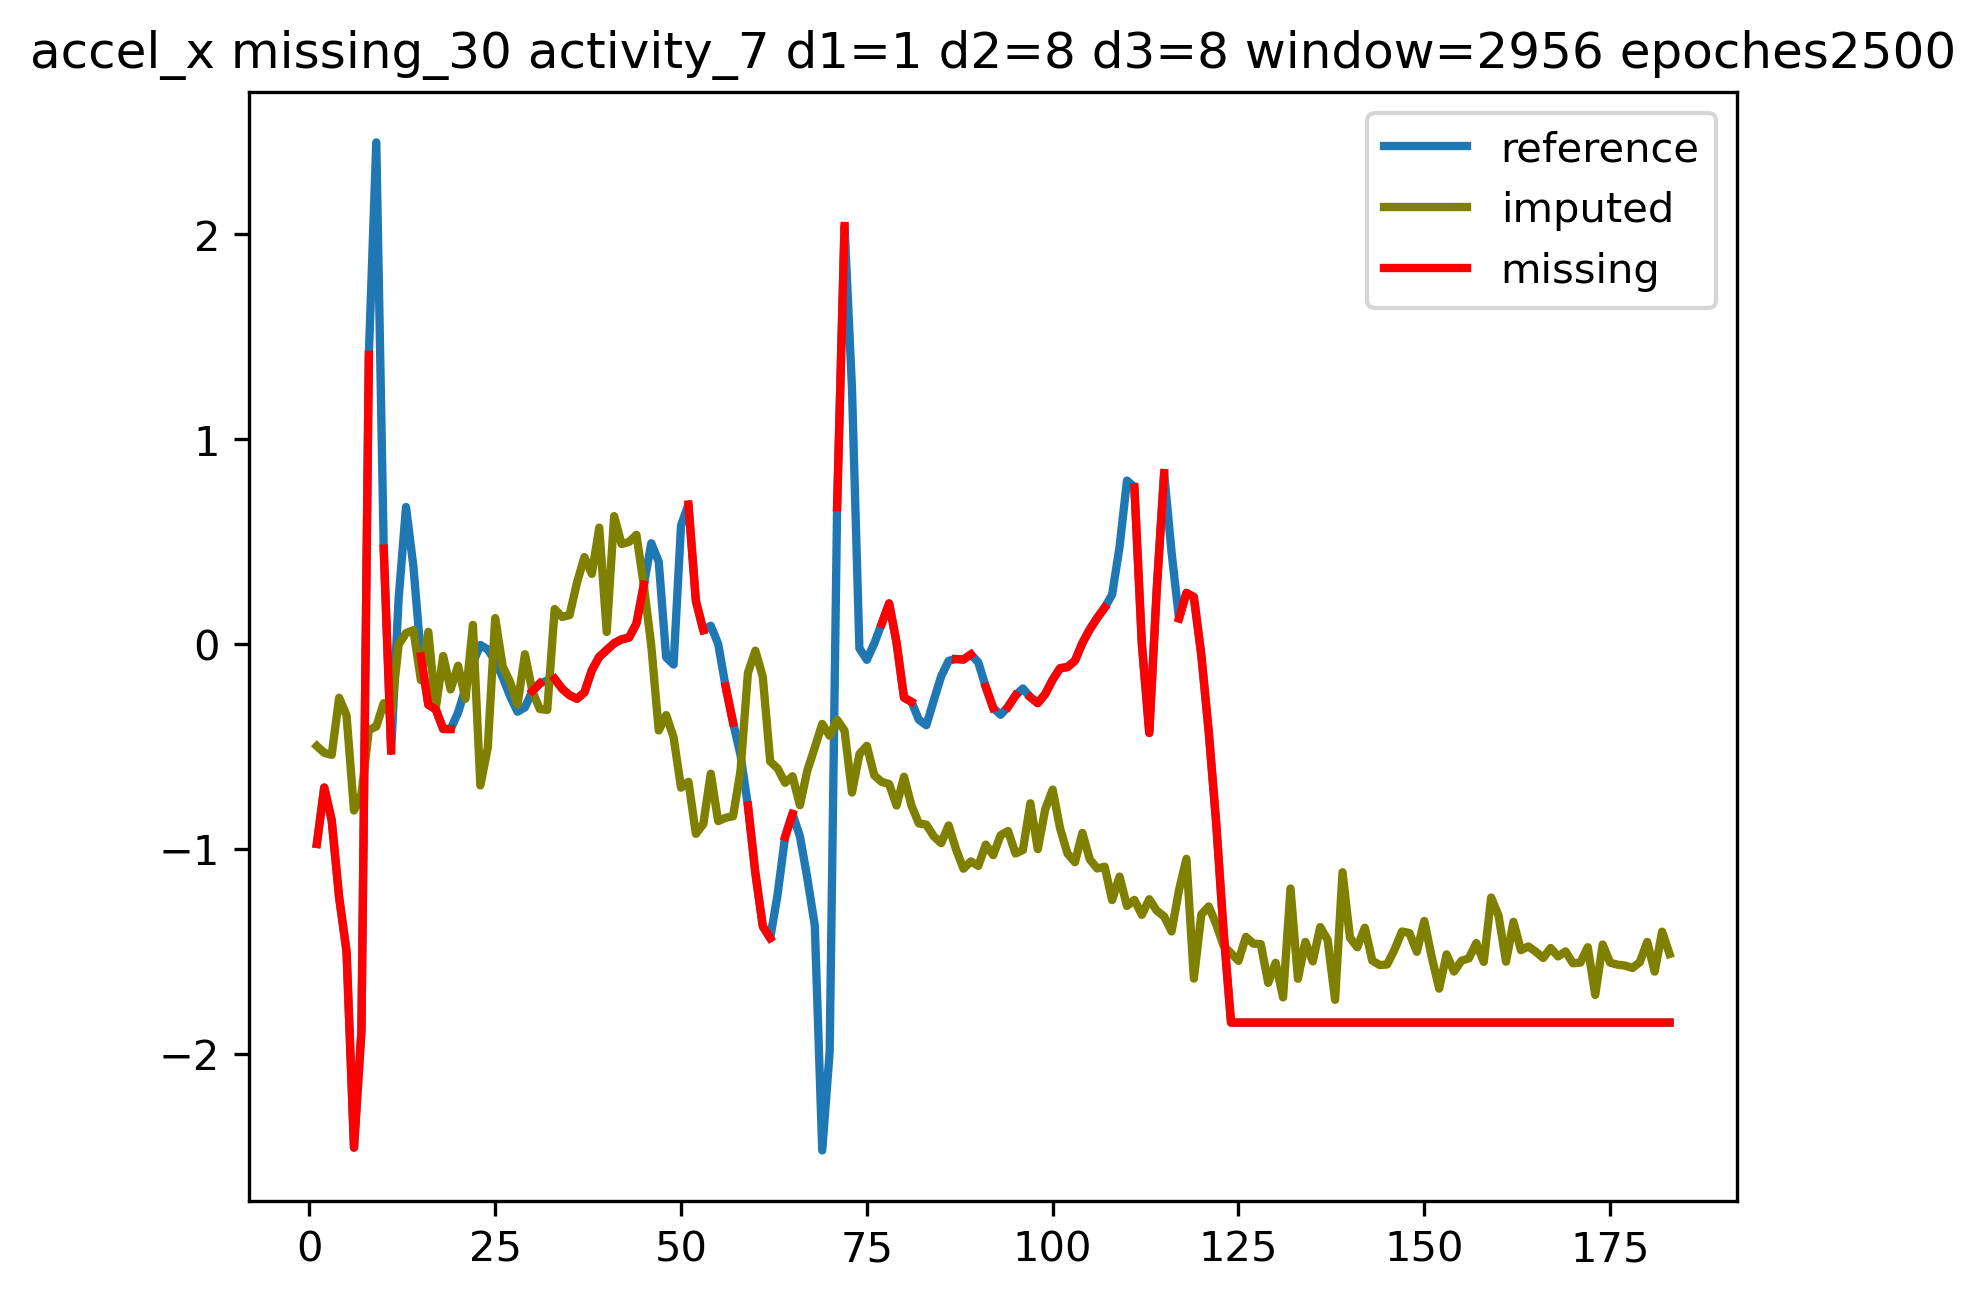 accel_x missing_30 activity_7 d1=1 d2=8 d3=8 window=2956 epoches2500
reference
imputed
missing
2
1
0
−1
−2
0 25 50 75 100 125 150 175